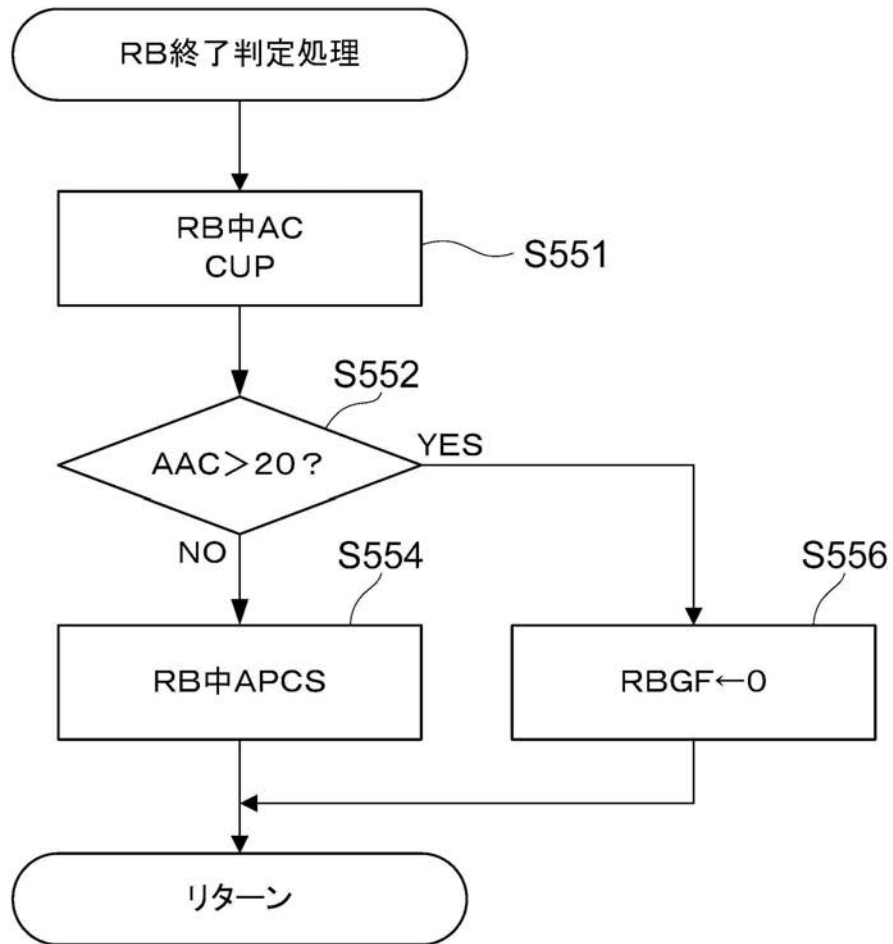 RB終了判定処理
RB中AC
CUP
S551
S552
AAC>20?
YES
NO
S554
S556
RB中APCS
RBGF←0
リターン